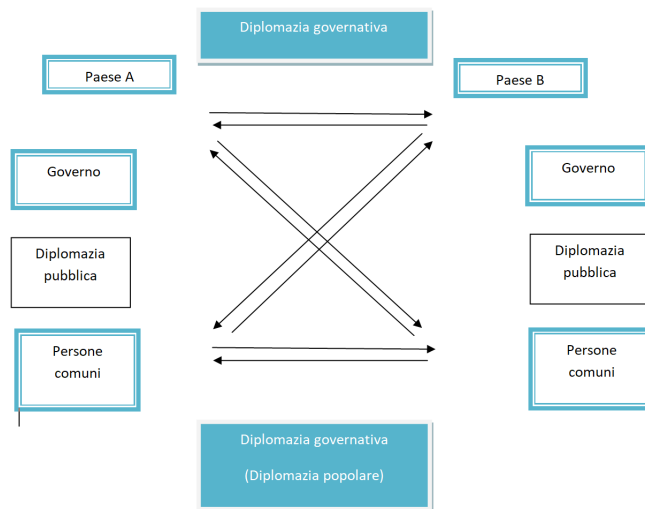 Diplomazia governativa
Paese A
Paese B
Governo
Governo
Diplomazia
pubblica
Diplomazia
pubblica
Persone
comuni
Persone
comuni
Diplomazia governativa
(Diplomazia popolare)